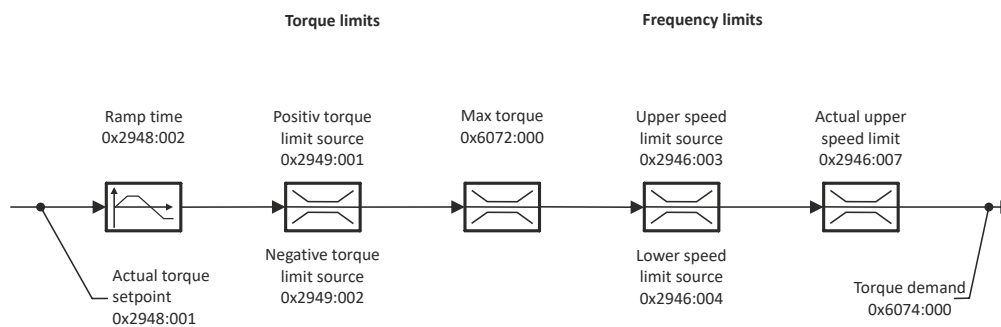 Torque limits
Frequency limits
Ramp time
0x2948:002
Positiv torque
limit source
0x2949:001
Max torque
0x6072:000
Upper speed
limit source
0x2946:003
Actual upper
speed limit
0x2946:007
Actual torque
setpoint
0x2948:001
Negative torque
limit source
0x2949:002
Lower speed
limit source
0x2946:004
Torque demand
0x6074:000